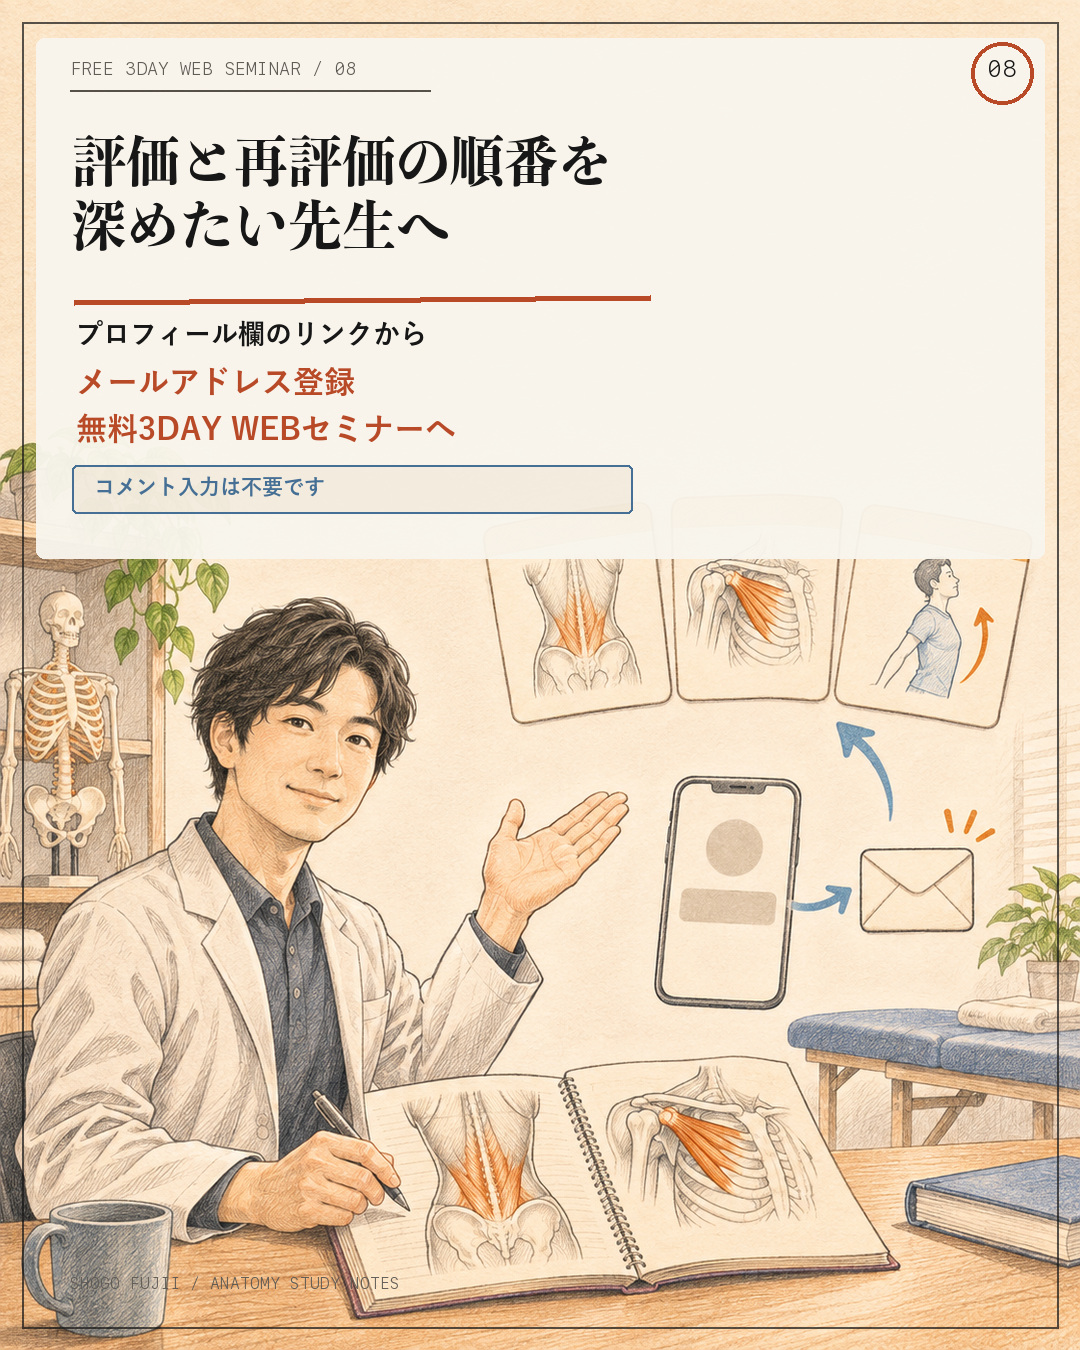 FREE 3DAY WEB SEMINAR / 08
08
評価と再評価の順番を
深めたい先生へ
プロフィール欄のリンクから
メールアドレス登録
無料3DAY WEBセミナーへ
コメント入力は不要です
SHOGO FUJII / ANATOMY STUDY NOTES